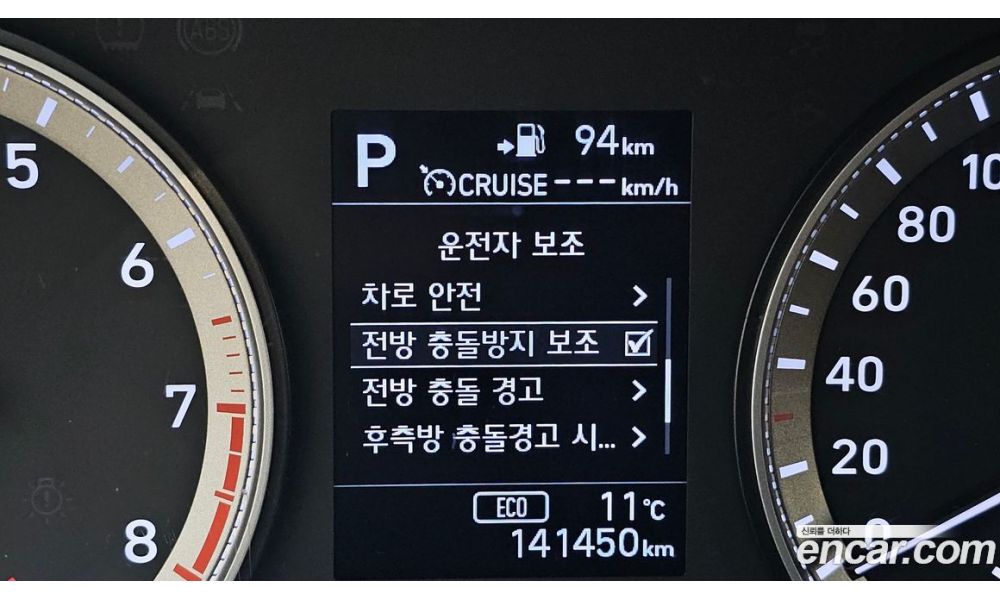 ABS
P
94km
CRUISE---km/h
운전자 보조
차로 안전
전방 충돌방지 보조
전방 충돌 경고
후측방 충돌경고 시...
ECO
11°C
141450km
5
6
7
8
100
80
60
40
20
0
신뢰를 더하다
encar.com